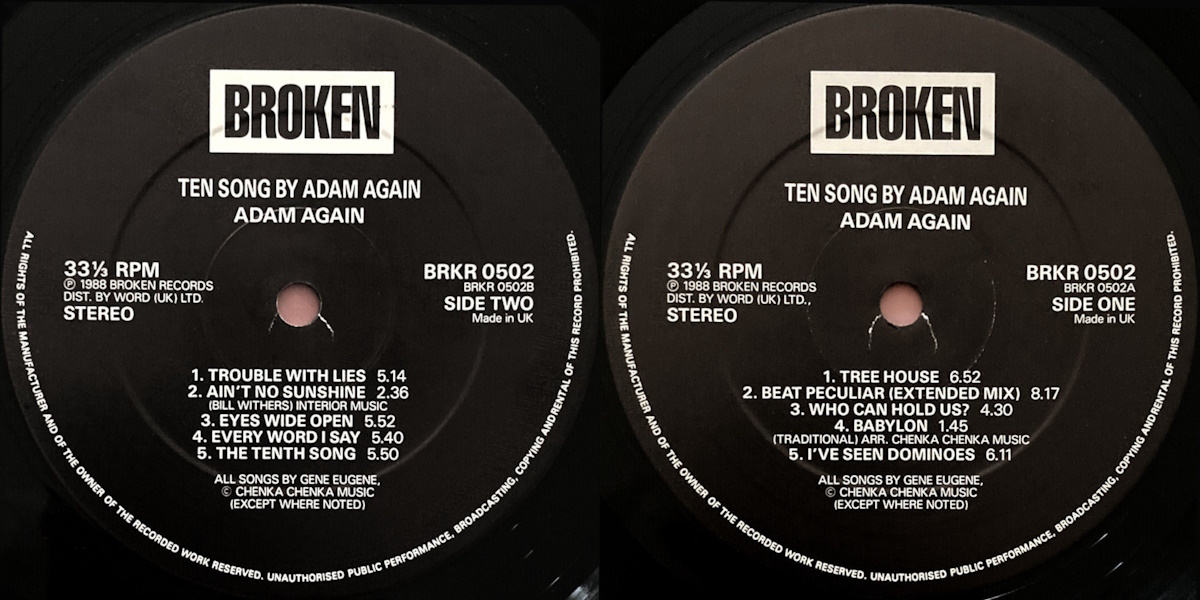 BROKEN
TEN SONG BY ADAM AGAIN
ADAM AGAIN
33⅓ RPM
Ⓟ 1988 BROKEN RECORDS
DIST. BY WORD (UK) LTD.
STEREO
BRKR 0502
BRKR 0502B
SIDE TWO
Made in UK
1. TROUBLE WITH LIES 5.14
2. AIN'T NO SUNSHINE 2.36
(BILL WITHERS) INTERIOR MUSIC
3. EYES WIDE OPEN 5.52
4. EVERY WORD I SAY 5.40
5. THE TENTH SONG 5.50
ALL SONGS BY GENE EUGENE,
© CHENKA CHENKA MUSIC
(EXCEPT WHERE NOTED)
ALL RIGHTS OF THE MANUFACTURER AND OF THE OWNER OF THE RECORDED WORK RESERVED. UNAUTHORISED PUBLIC PERFORMANCE, BROADCASTING, COPYING AND RENTAL OF THIS RECORD PROHIBITED.
BROKEN
TEN SONG BY ADAM AGAIN
ADAM AGAIN
33⅓ RPM
Ⓟ 1988 BROKEN RECORDS
DIST. BY WORD (UK) LTD.,
STEREO
BRKR 0502
BRKR 0502A
SIDE ONE
Made in UK
1. TREE HOUSE 6.52
2. BEAT PECULIAR (EXTENDED MIX) 8.17
3. WHO CAN HOLD US? 4.30
4. BABYLON 1.45
(TRADITIONAL) ARR. CHENKA CHENKA MUSIC
5. I'VE SEEN DOMINOES 6.11
ALL SONGS BY GENE EUGENE,
© CHENKA CHENKA MUSIC
(EXCEPT WHERE NOTED)
ALL RIGHTS OF THE MANUFACTURER AND OF THE OWNER OF THE RECORDED WORK RESERVED. UNAUTHORISED PUBLIC PERFORMANCE, BROADCASTING, COPYING AND RENTAL OF THIS RECORD PROHIBITED.